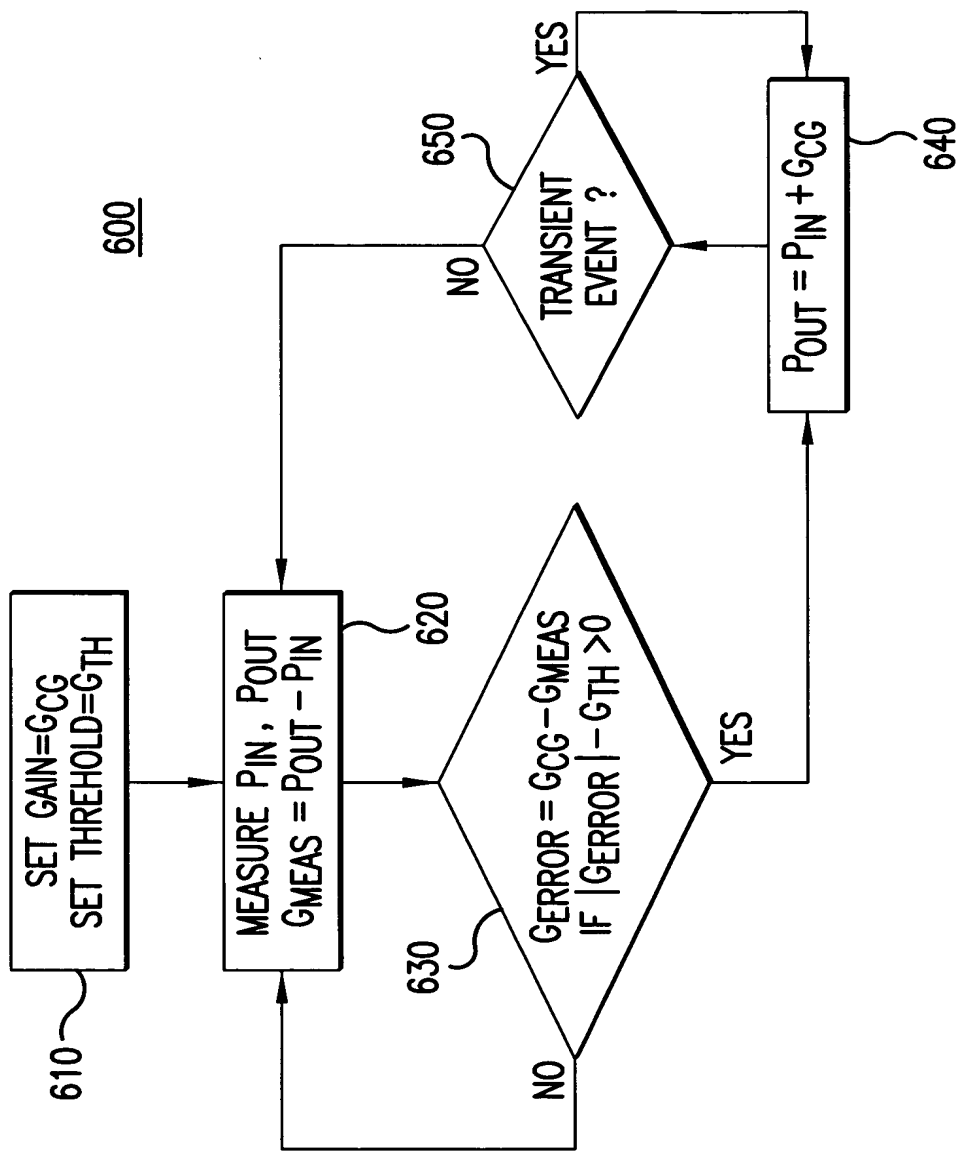 600
610
SET GAIN=GCG
SET THREHOLD=GTH
MEASURE PIN, POUT
GMEAS = POUT-PIN
620
630
GERROR = GCG-GMEAS
IF |GERROR|-GTH >0
NO
YES
650
TRANSIENT
EVENT ?
NO
YES
POUT = PIN + GCG
640